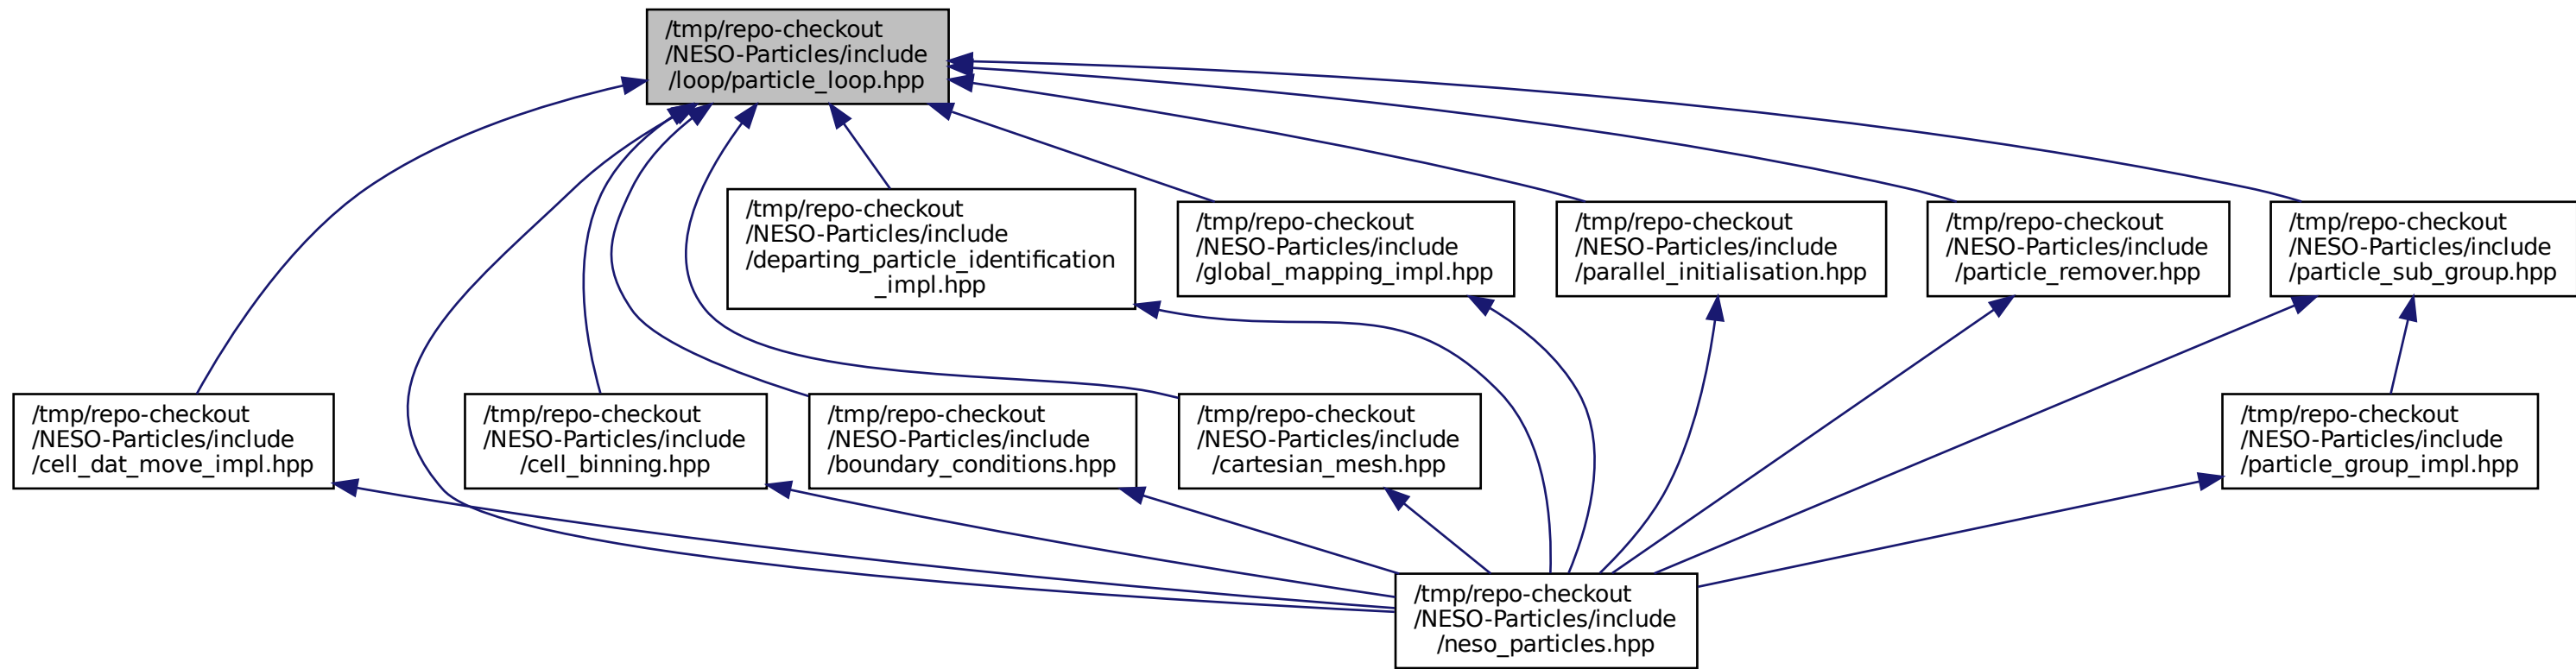 /tmp/repo-checkout
/NESO-Particles/include
/loop/particle_loop.hpp
/tmp/repo-checkout
/NESO-Particles/include
/departing_particle_identification
_impl.hpp
/tmp/repo-checkout
/NESO-Particles/include
/global_mapping_impl.hpp
/tmp/repo-checkout
/NESO-Particles/include
/parallel_initialisation.hpp
/tmp/repo-checkout
/NESO-Particles/include
/particle_remover.hpp
/tmp/repo-checkout
/NESO-Particles/include
/particle_sub_group.hpp
/tmp/repo-checkout
/NESO-Particles/include
/cell_dat_move_impl.hpp
/tmp/repo-checkout
/NESO-Particles/include
/cell_binning.hpp
/tmp/repo-checkout
/NESO-Particles/include
/boundary_conditions.hpp
/tmp/repo-checkout
/NESO-Particles/include
/cartesian_mesh.hpp
/tmp/repo-checkout
/NESO-Particles/include
/particle_group_impl.hpp
/tmp/repo-checkout
/NESO-Particles/include
/neso_particles.hpp